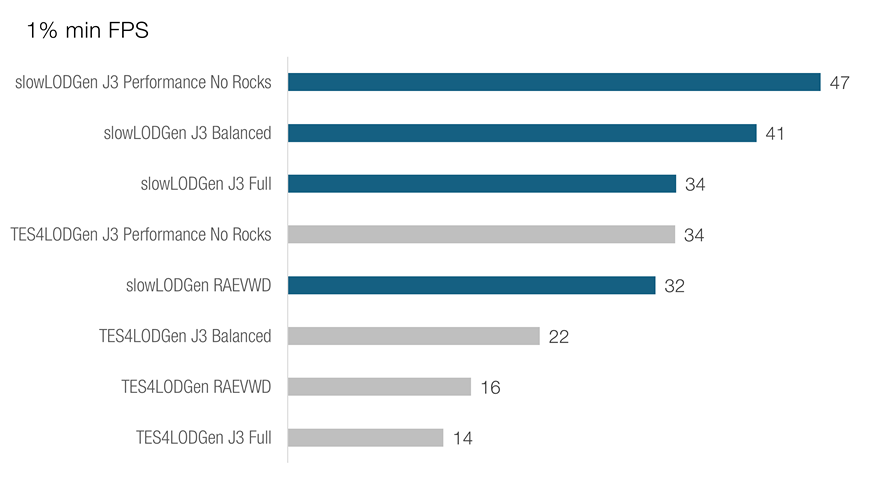 1% min FPS
slowLODGen J3 Performance No Rocks 47
slowLODGen J3 Balanced 41
slowLODGen J3 Full 34
TES4LODGen J3 Performance No Rocks 34
slowLODGen RAEVWD 32
TES4LODGen J3 Balanced 22
TES4LODGen RAEVWD 16
TES4LODGen J3 Full 14